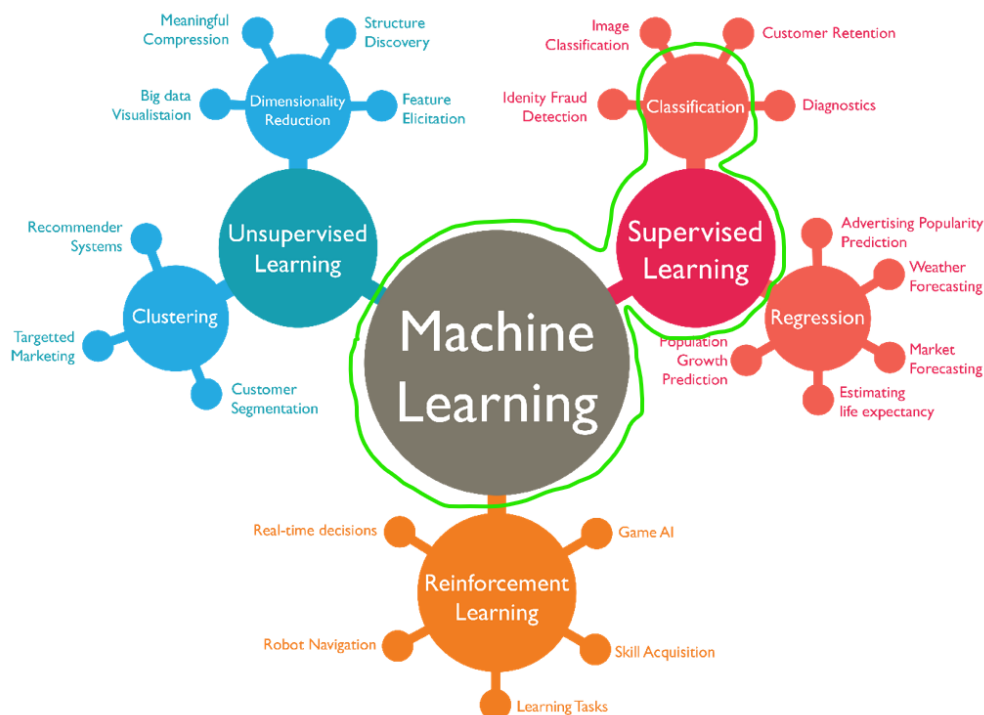 Meaningful
Compression
Structure
Discovery
Big data
Visualistaion
Dimensionality
Reduction
Feature
Elicitation
Image
Classification
Customer Retention
Idenity Fraud
Detection
Classification
Diagnostics
Recommender
Systems
Unsupervised
Learning
Clustering
Targetted
Marketing
Customer
Segmentation
Supervised
Learning
Advertising Popularity
Prediction
Weather
Forecasting
Regression
Population
Growth
Prediction
Market
Forecasting
Estimating
life expectancy
Machine
Learning
Real-time decisions
Game AI
Reinforcement
Learning
Robot Navigation
Skill Acquisition
Learning Tasks